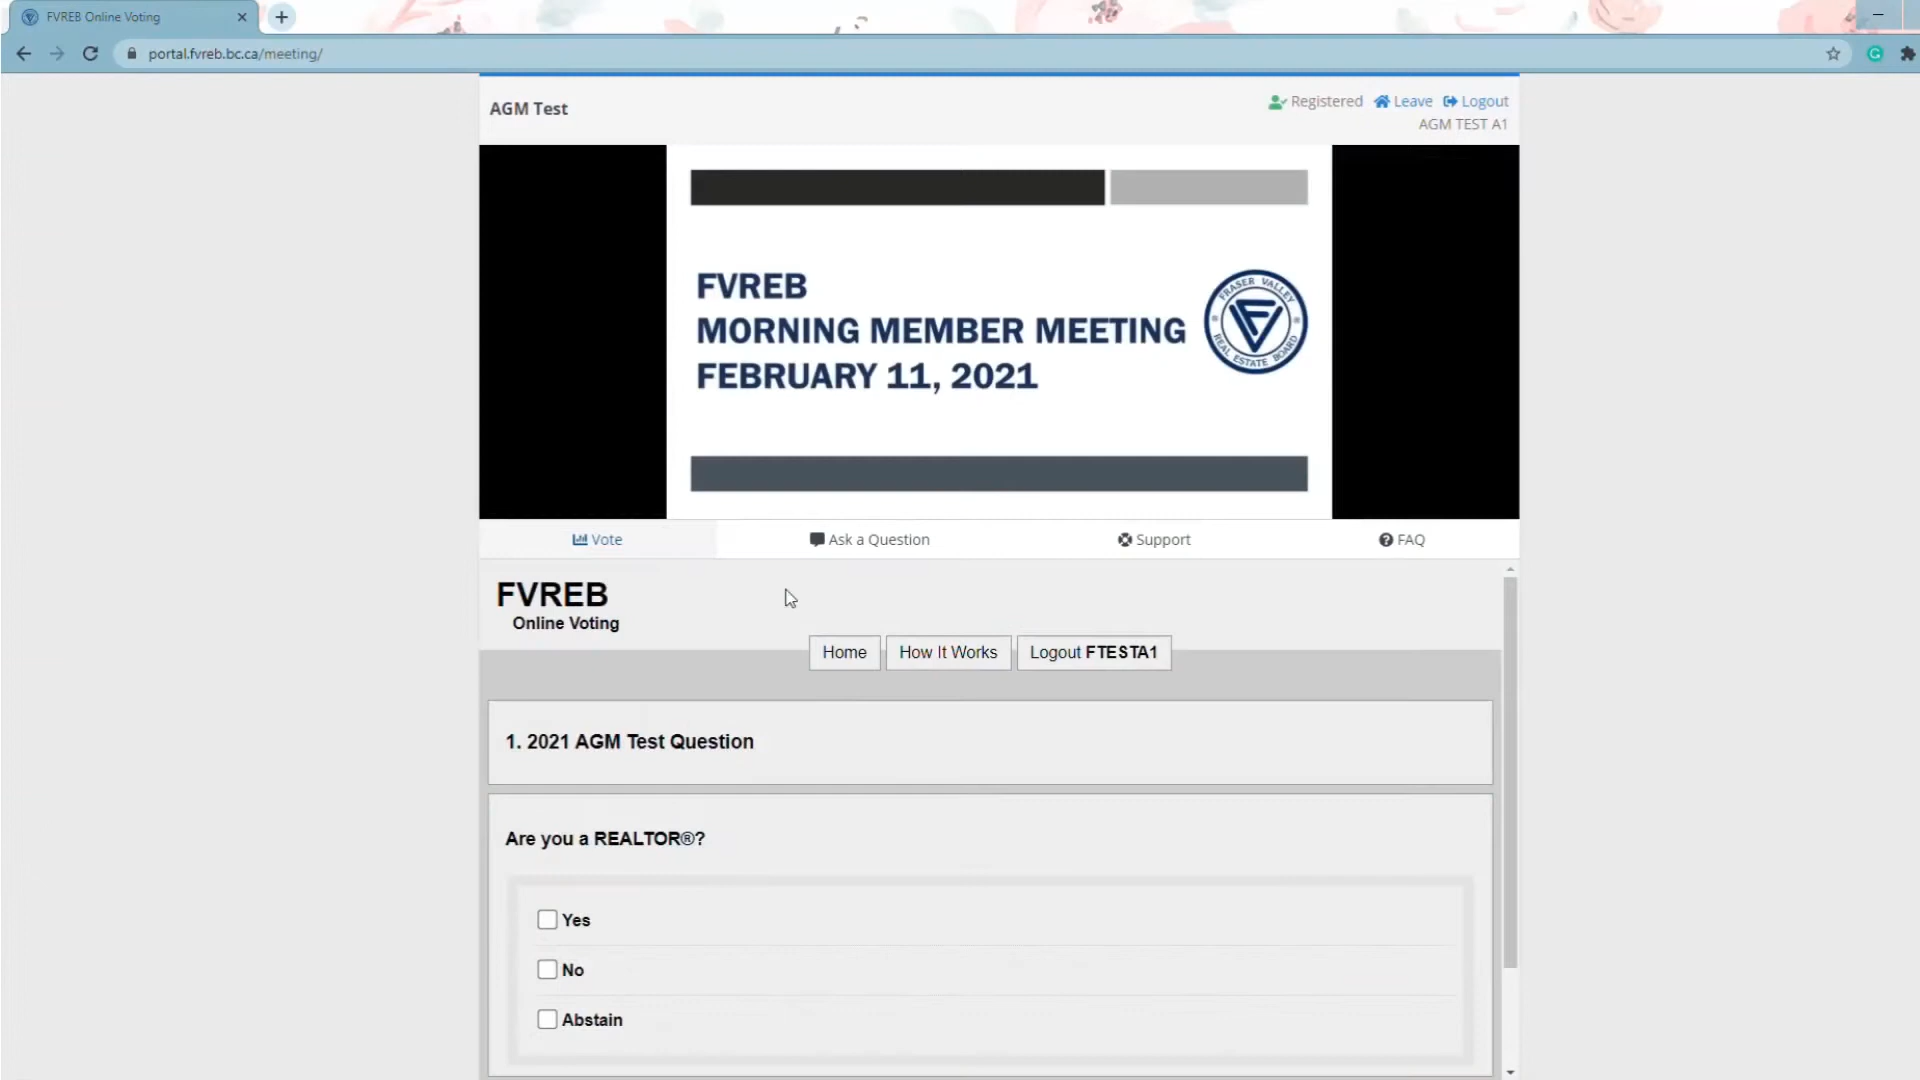 FVREB Online Voting
portal.fvreb.bc.ca/meeting/
AGM Test
Registered Leave Logout
AGM TEST A1
FVREB
MORNING MEMBER MEETING
FEBRUARY 11, 2021
FRASER VALLEY
REAL ESTATE BOARD
Vote
Ask a Question
Support
FAQ
FVREB
Online Voting
Home
How It Works
Logout FTESTA1
1. 2021 AGM Test Question
Are you a REALTOR®?
Yes
No
Abstain